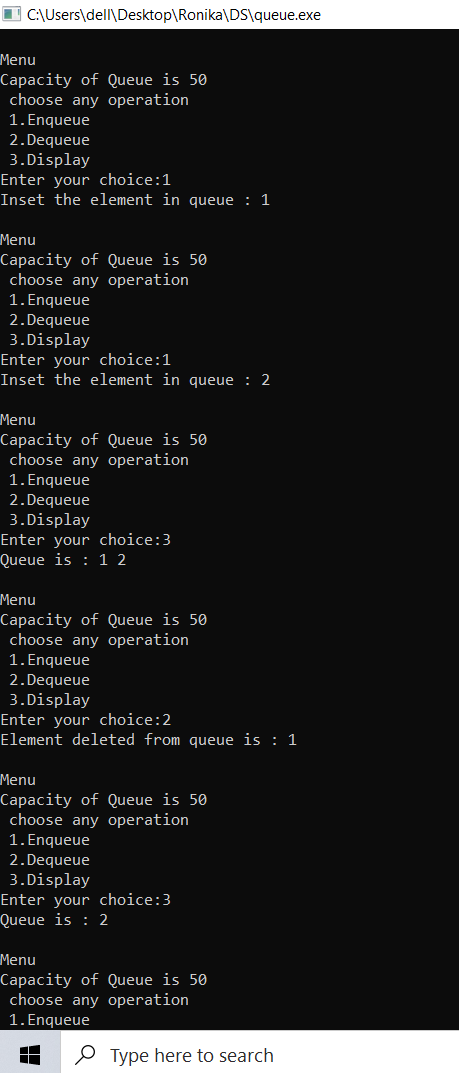 C:\Users\dell\Desktop\Ronika\DS\queue.exe
Menu
Capacity of Queue is 50
choose any operation
1.Enqueue
2.Dequeue
3.Display
Enter your choice:1
Inset the element in queue : 1
Menu
Capacity of Queue is 50
choose any operation
1.Enqueue
2.Dequeue
3.Display
Enter your choice:1
Inset the element in queue : 2
Menu
Capacity of Queue is 50
choose any operation
1.Enqueue
2.Dequeue
3.Display
Enter your choice:3
Queue is : 1 2
Menu
Capacity of Queue is 50
choose any operation
1.Enqueue
2.Dequeue
3.Display
Enter your choice:2
Element deleted from queue is : 1
Menu
Capacity of Queue is 50
choose any operation
1.Enqueue
2.Dequeue
3.Display
Enter your choice:3
Queue is : 2
Menu
Capacity of Queue is 50
choose any operation
1.Enqueue
Type here to search